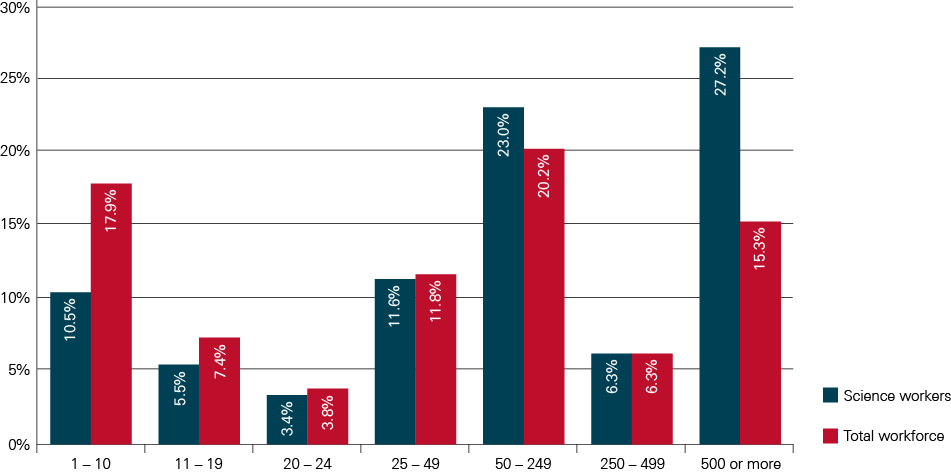 30%
25%
20%
15%
10%
5%
0%
10.5%
17.9%
5.5%
7.4%
3.4%
3.8%
11.6%
11.8%
23.0%
20.2%
6.3%
6.3%
27.2%
15.3%
1 – 10
11 – 19
20 – 24
25 – 49
50 – 249
250 – 499
500 or more
Science workers
Total workforce